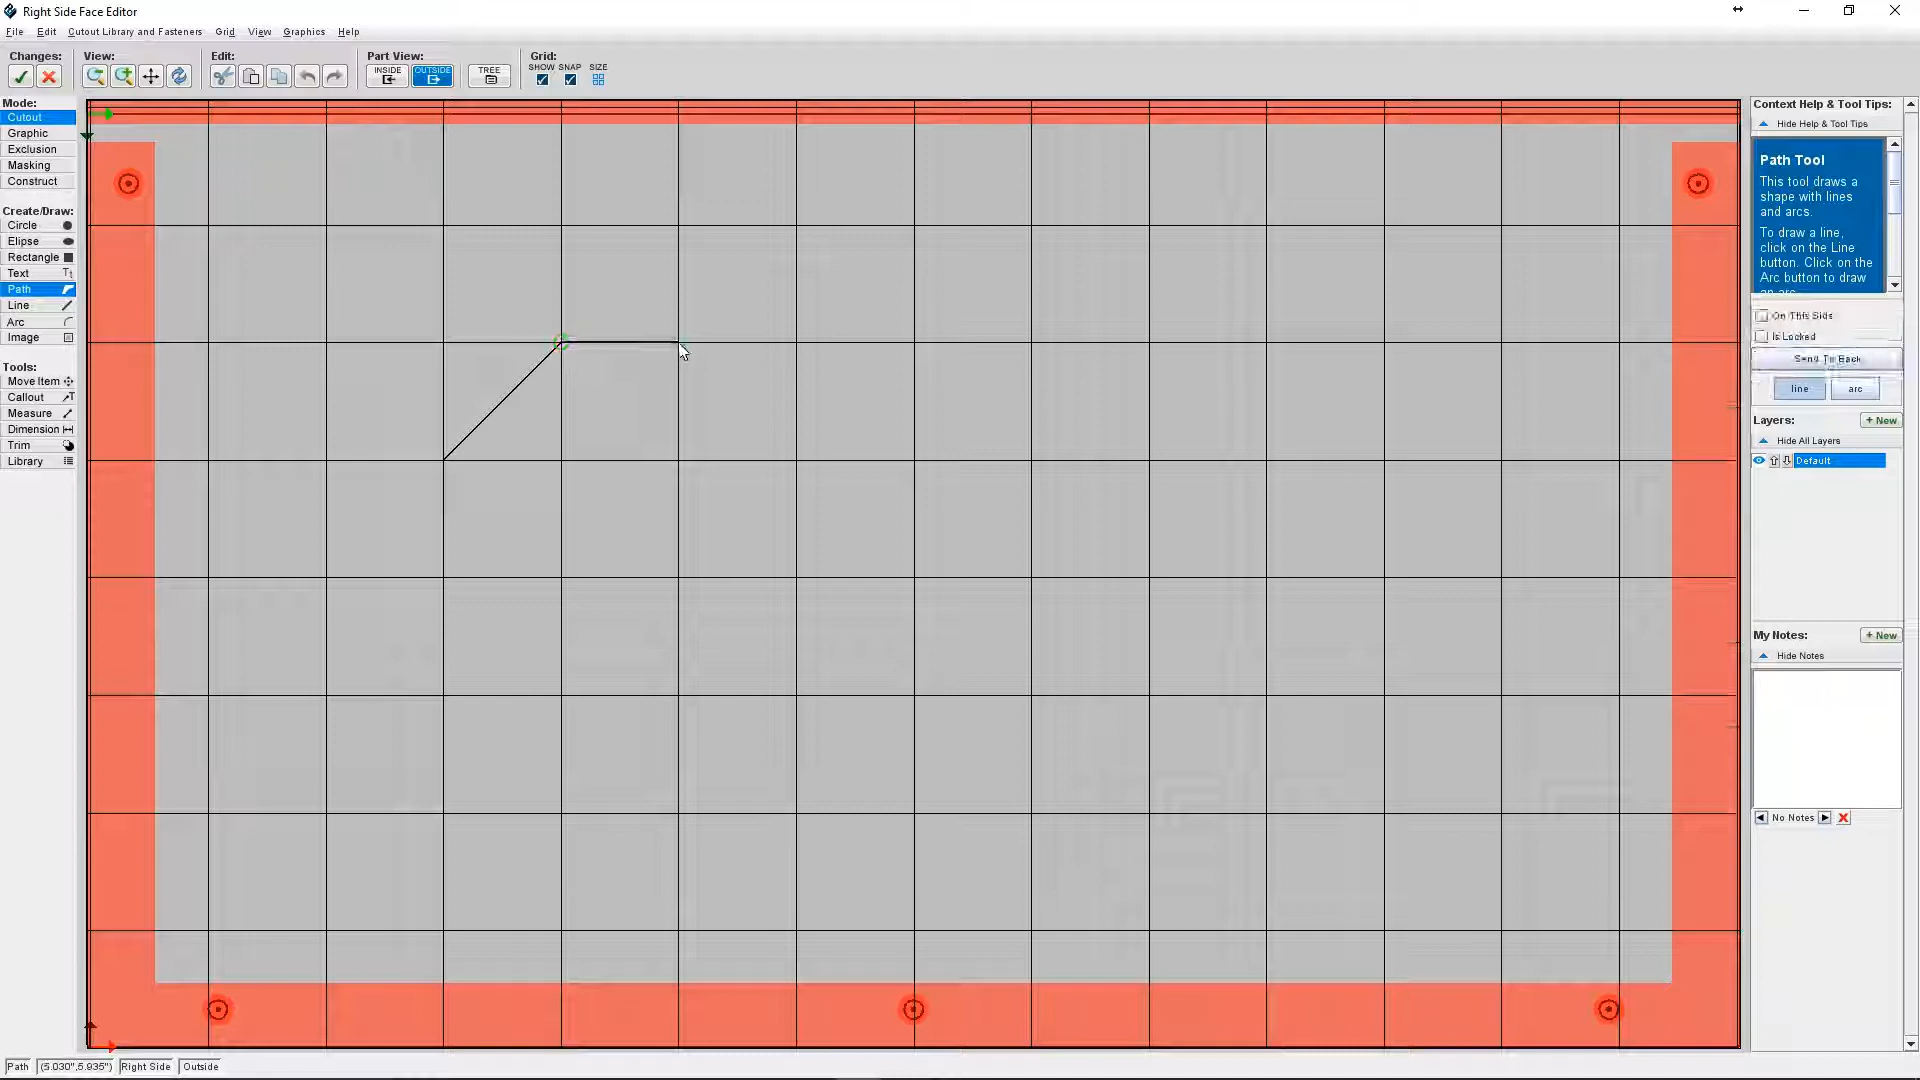 Right Side Face Editor
File Edit Cutout Library and Fasteners Grid View Graphics Help
Changes: View: Edit: Part View: Grid:
INSIDE OUTSIDE TREE SHOW SNAP SIZE
Mode:
Cutout
Graphic
Exclusion
Masking
Construct
Create/Draw:
Circle
Elipse
Rectangle
Text Tt
Path
Line
Arc
Image
Tools:
Move Item
Callout
Measure
Dimension
Trim
Library
Context Help & Tool Tips:
Hide Help & Tool Tips
Path Tool
This tool draws a
shape with lines
and arcs.
To draw a line,
click on the Line
button. Click on the
Arc button to draw
an arc.
On This Side
Is Locked
Send To Back
line arc
Layers: + New
Hide All Layers
Default
My Notes: + New
Hide Notes
No Notes
Path (5.030",5.935") Right Side Outside